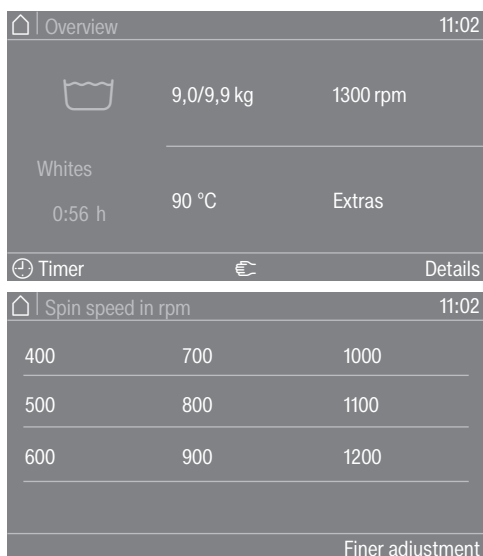 Overview 11:02
9,0/9,9 kg 1300 rpm
Whites
0:56 h
90 °C Extras
Timer Details
Spin speed in rpm 11:02
400 700 1000
500 800 1100
600 900 1200
Finer adjustment